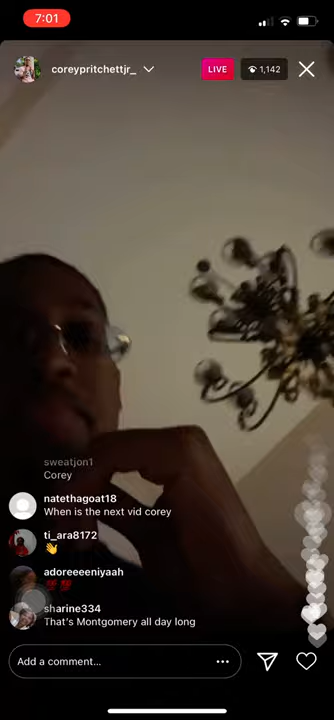 7:01
coreypritchettjr_
LIVE
1,142
sweatjon1
Corey
natethagoat18
When is the next vid corey
ti_ara8172
👋
adoreeeeniyaah
💯💯
sharine334
That's Montgomery all day long
Add a comment...